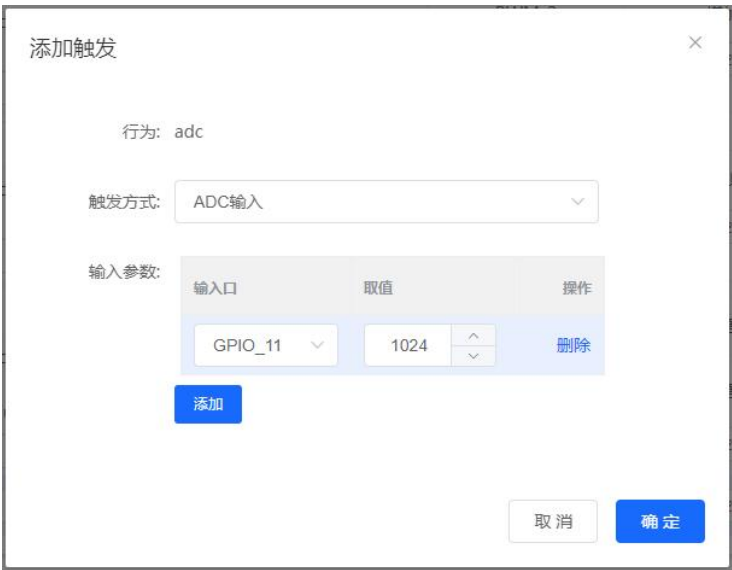 添加触发
行为: adc
触发方式: ADC输入
输入参数:
输入口 取值 操作
GPIO_11 1024 删除
添加
取消 确定